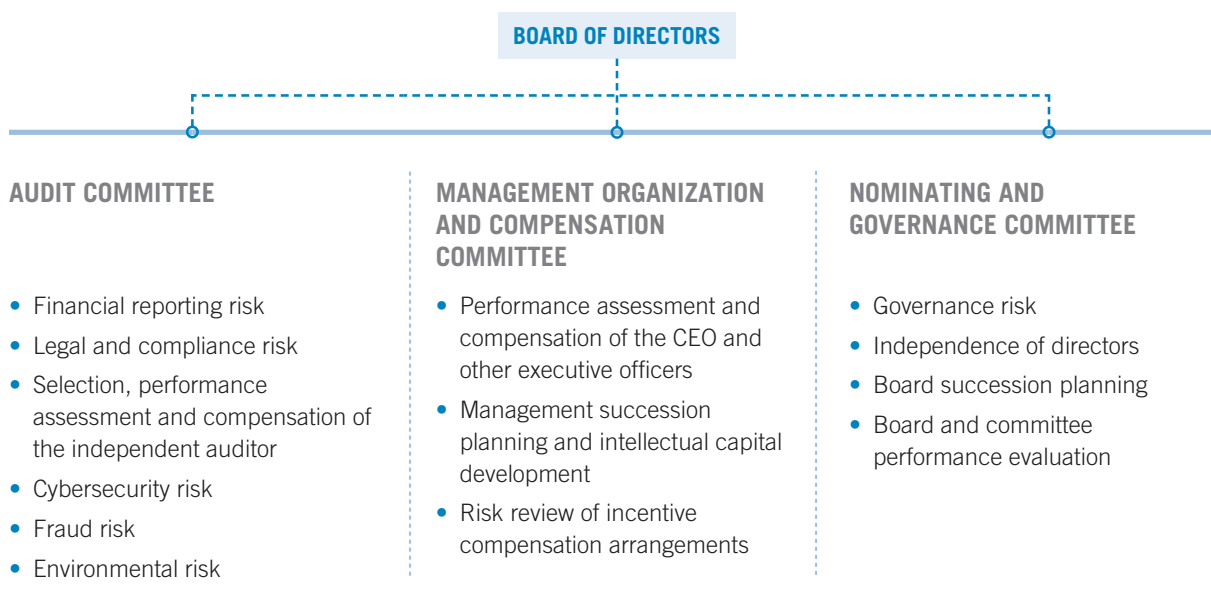 BOARD OF DIRECTORS
AUDIT COMMITTEE
• Financial reporting risk
• Legal and compliance risk
• Selection, performance
assessment and compensation of
the independent auditor
• Cybersecurity risk
• Fraud risk
• Environmental risk
MANAGEMENT ORGANIZATION
AND COMPENSATION
COMMITTEE
• Performance assessment and
compensation of the CEO and
other executive officers
• Management succession
planning and intellectual capital
development
• Risk review of incentive
compensation arrangements
NOMINATING AND
GOVERNANCE COMMITTEE
• Governance risk
• Independence of directors
• Board succession planning
• Board and committee
performance evaluation